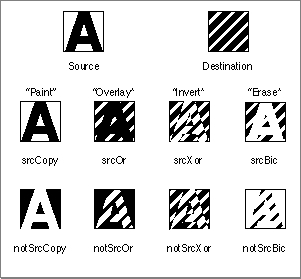 A
Source Destination
"Paint" "Overlay" "Invert" "Erase"
A A A A
srcCopy srcOr srcXor srcBic
A A A A
notSrcCopy notSrcOr notSrcXor notSrcBic